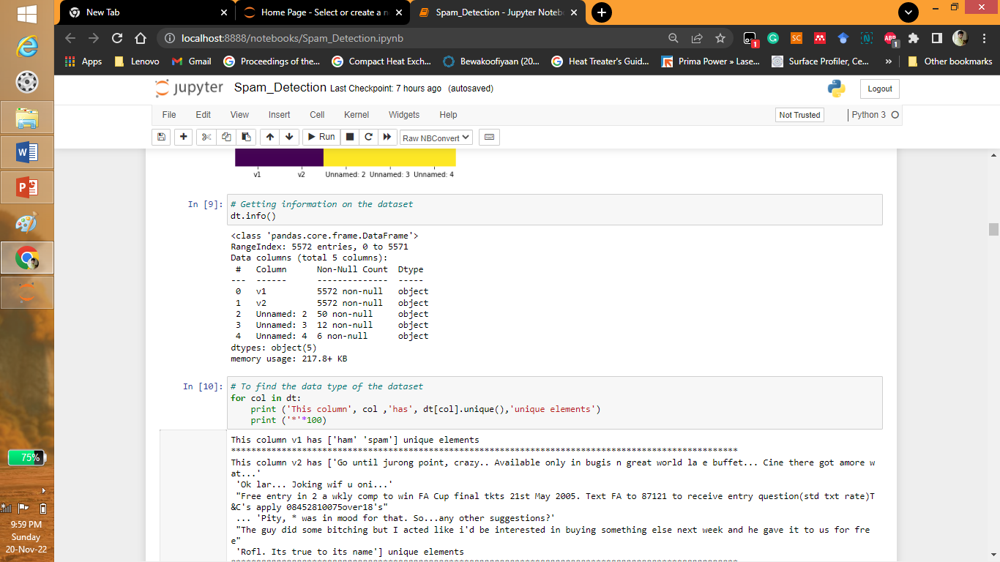 New Tab
Home Page - Select or create a n
Spam_Detection - Jupyter Noteb
localhost:8888/notebooks/Spam_Detection.ipynb
Apps
Lenovo
Gmail
Proceedings of the...
Compact Heat Exch...
Bewakoofiyaan (20...
Heat Treater's Guid...
Prima Power » Lase...
Surface Profiler, Ce...
»
Other bookmarks
jupyter
Spam_Detection Last Checkpoint: 7 hours ago (autosaved)
Logout
File Edit View Insert Cell Kernel Widgets Help
Not Trusted
Python 3
Run
Raw NBConvert
v1 v2 Unnamed: 2 Unnamed: 3 Unnamed: 4
In [9]: # Getting information on the dataset
dt.info()
<class 'pandas.core.frame.DataFrame'>
RangeIndex: 5572 entries, 0 to 5571
Data columns (total 5 columns):
 #   Column      Non-Null Count  Dtype
---  ------      --------------  -----
 0   v1          5572 non-null   object
 1   v2          5572 non-null   object
 2   Unnamed: 2  50 non-null     object
 3   Unnamed: 3  12 non-null     object
 4   Unnamed: 4  6 non-null      object
dtypes: object(5)
memory usage: 217.8+ KB
In [10]: # To find the data type of the dataset
for col in dt:
    print ('This column', col ,'has', dt[col].unique(),'unique elements')
    print ('*'*100)
This column v1 has ['ham' 'spam'] unique elements
****************************************************************************************************
This column v2 has ['Go until jurong point, crazy.. Available only in bugis n great world la e buffet... Cine there got amore w
at...'
 'Ok lar... Joking wif u oni...'
 "Free entry in 2 a wkly comp to win FA Cup final tkts 21st May 2005. Text FA to 87121 to receive entry question(std txt rate)T
&C's apply 08452810075over18's"
 ... 'Pity, * was in mood for that. So...any other suggestions?'
 "The guy did some bitching but I acted like i'd be interested in buying something else next week and he gave it to us for fre
e"
 'Rofl. Its true to its name'] unique elements
****************************************************************************************************
75%
9:59 PM
Sunday
20-Nov-22